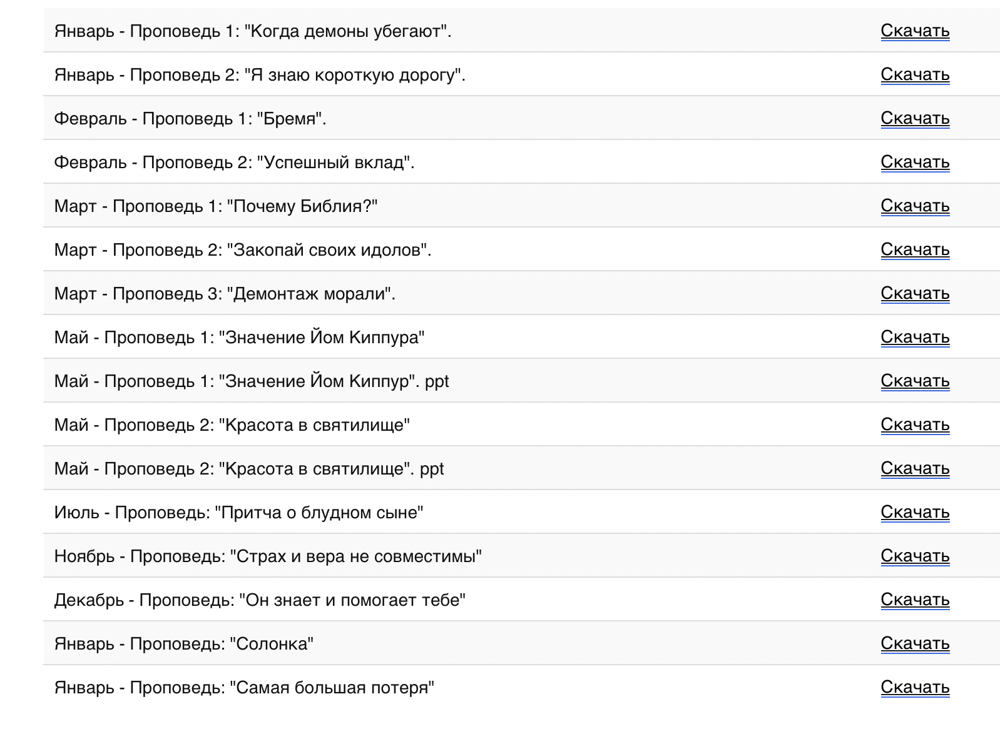 Январь - Проповедь 1: "Когда демоны убегают". Скачать
Январь - Проповедь 2: "Я знаю короткую дорогу". Скачать
Февраль - Проповедь 1: "Бремя". Скачать
Февраль - Проповедь 2: "Успешный вклад". Скачать
Март - Проповедь 1: "Почему Библия?" Скачать
Март - Проповедь 2: "Закопай своих идолов". Скачать
Март - Проповедь 3: "Демонтаж морали". Скачать
Май - Проповедь 1: "Значение Йом Киппура" Скачать
Май - Проповедь 1: "Значение Йом Киппур". ppt Скачать
Май - Проповедь 2: "Красота в святилище" Скачать
Май - Проповедь 2: "Красота в святилище". ppt Скачать
Июль - Проповедь: "Притча о блудном сыне" Скачать
Ноябрь - Проповедь: "Страх и вера не совместимы" Скачать
Декабрь - Проповедь: "Он знает и помогает тебе" Скачать
Январь - Проповедь: "Солонка" Скачать
Январь - Проповедь: "Самая большая потеря" Скачать